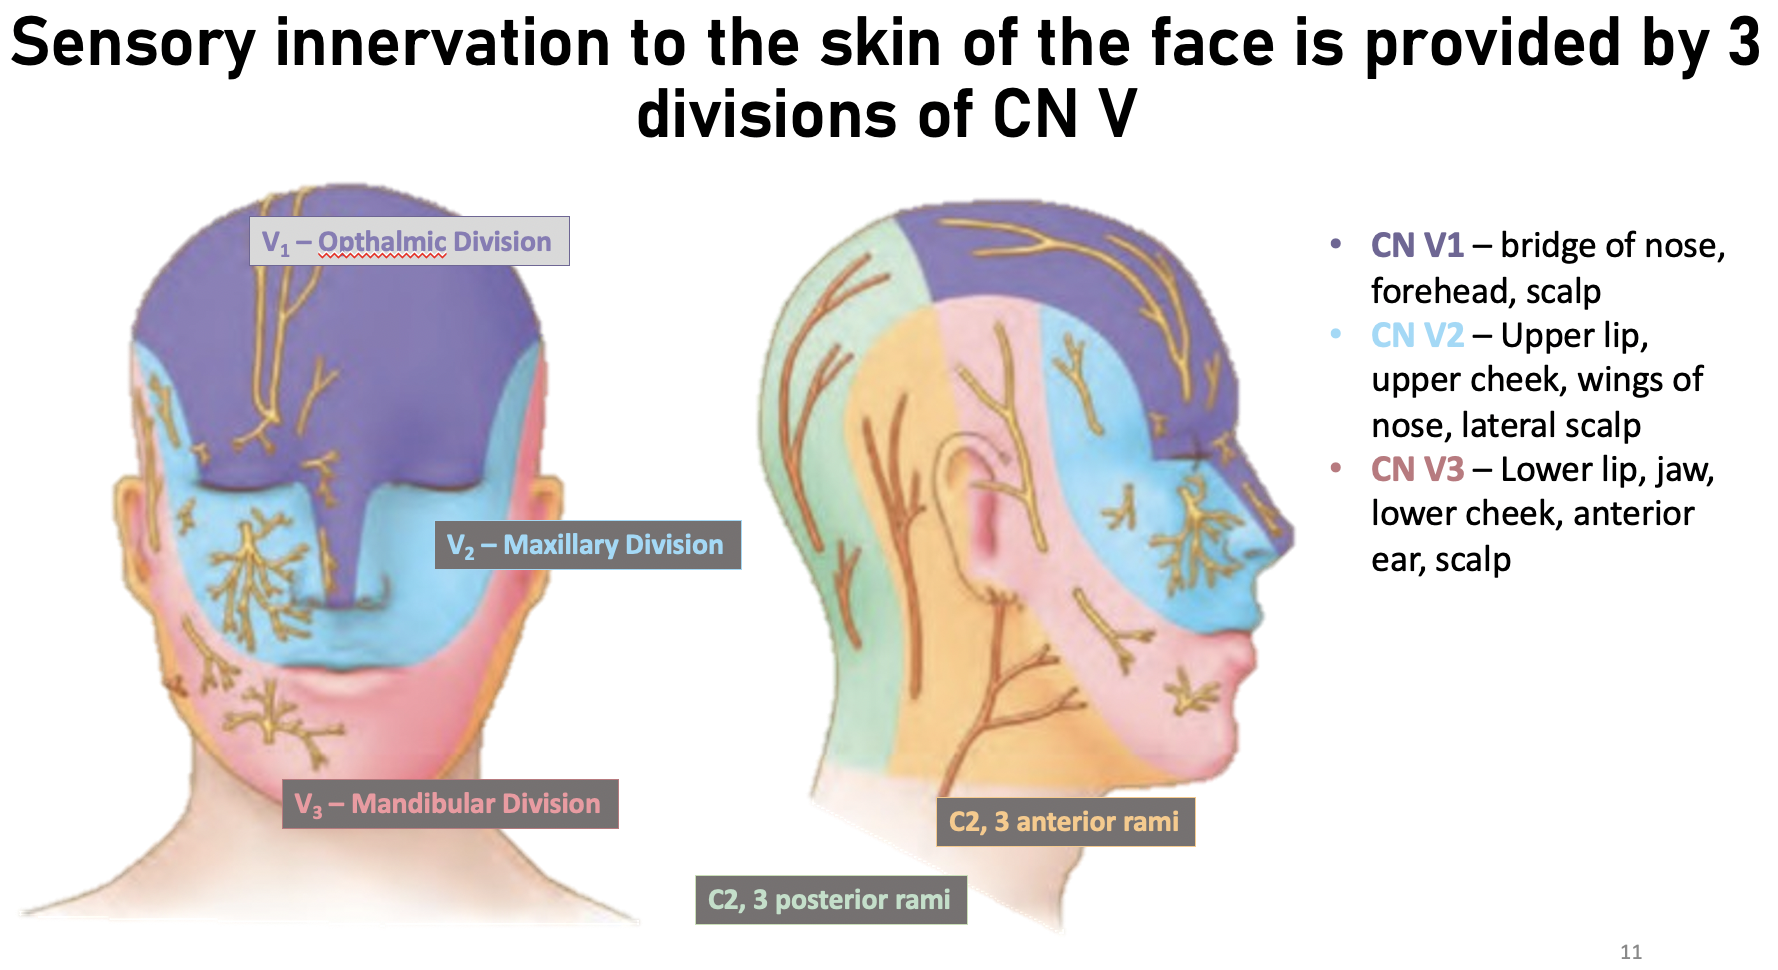 Sensory innervation to the skin of the face is provided by 3
divisions of CN V
V₁ – Opthalmic Division
V₂ – Maxillary Division
V₃ – Mandibular Division
C2, 3 anterior rami
C2, 3 posterior rami
• CN V1 – bridge of nose,
forehead, scalp
• CN V2 – Upper lip,
upper cheek, wings of
nose, lateral scalp
• CN V3 – Lower lip, jaw,
lower cheek, anterior
ear, scalp
11